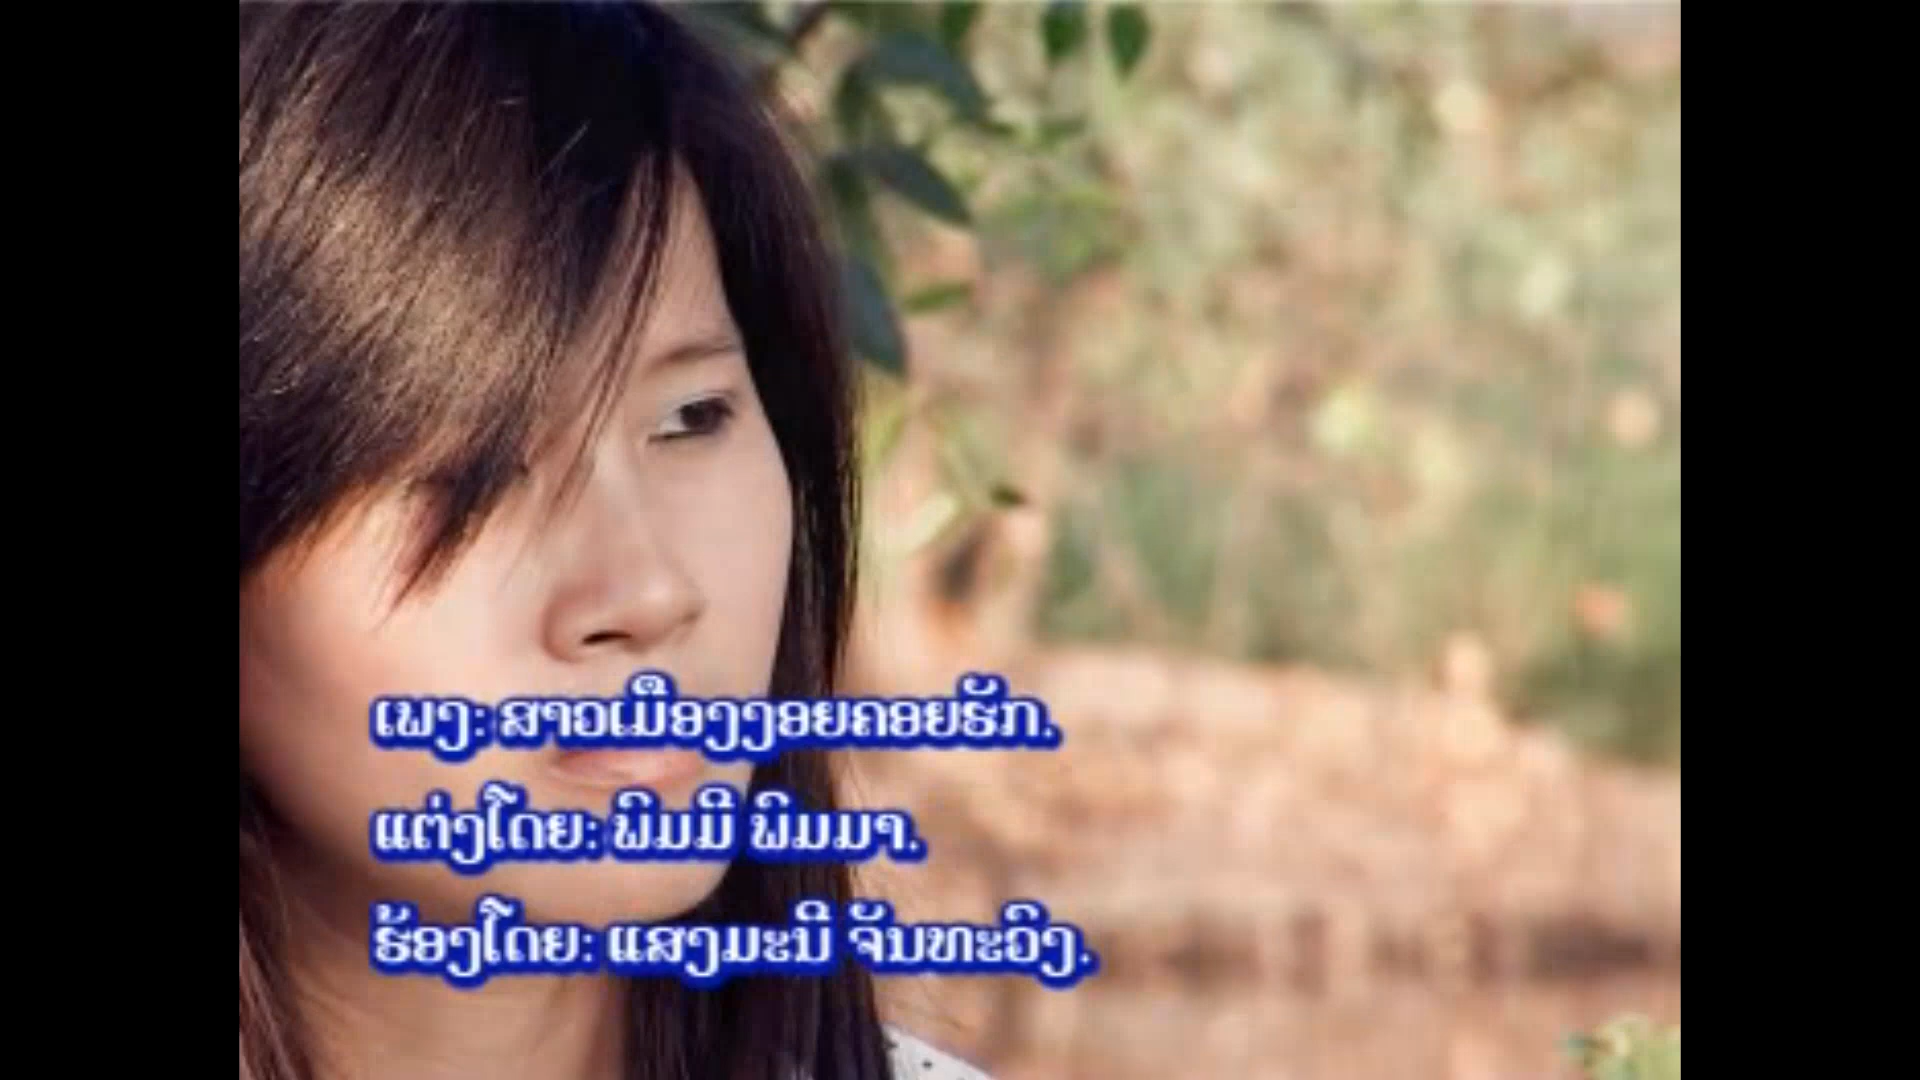 ເພງ: ສາວເມືອງງອຍຄອຍຮັກ.
ແຕ່ງໂດຍ: ພິມມີ ພິມມາ.
ຮ້ອງໂດຍ: ແສງມະນີ ຈັນທະວົງ.